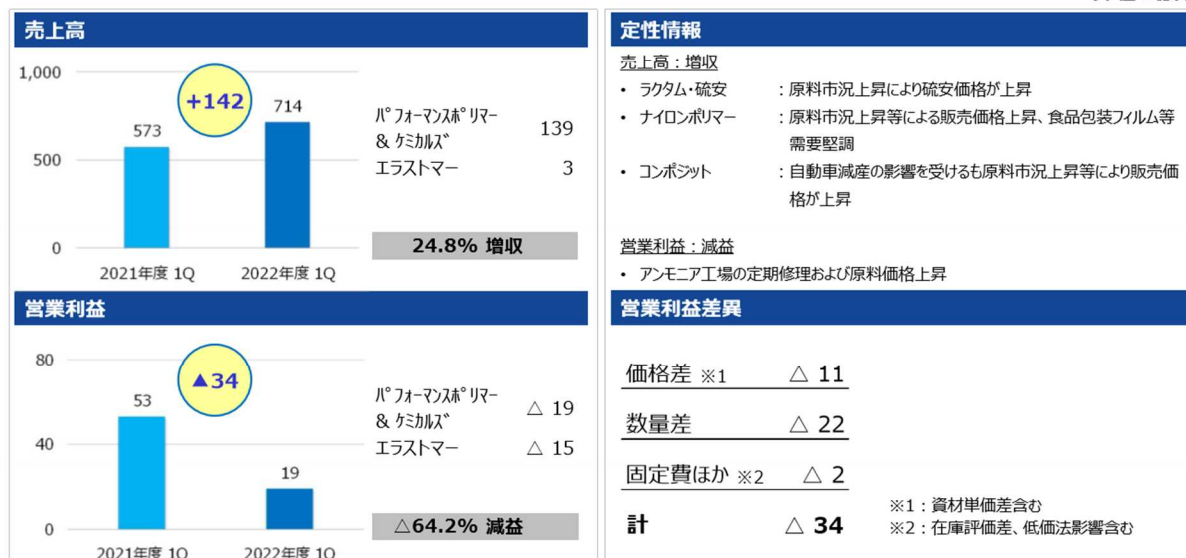 売上高
1,000
500
0
+142
573
714
2021年度 1Q
2022年度 1Q
ﾊﾟﾌｫｰﾏﾝｽﾎﾟﾘﾏｰ
& ｹﾐｶﾙｽﾞ
139
エラストマー 3
24.8% 増収
定性情報
売上高：増収
• ラクタム・硫安 ：原料市況上昇により硫安価格が上昇
• ナイロンポリマー ：原料市況上昇等による販売価格上昇、食品包装フィルム等
需要堅調
• コンポジット ：自動車減産の影響を受けるも原料市況上昇等により販売価
格が上昇
営業利益：減益
• アンモニア工場の定期修理および原料価格上昇
営業利益
80
40
0
▲34
53
19
2021年度 1Q
2022年度 1Q
ﾊﾟﾌｫｰﾏﾝｽﾎﾟﾘﾏｰ
& ｹﾐｶﾙｽﾞ
△ 19
エラストマー △ 15
△64.2% 減益
営業利益差異
価格差 ※1 △ 11
数量差 △ 22
固定費ほか ※2 △ 2
計 △ 34
※1：資材単価差含む
※2：在庫評価差、低価法影響含む